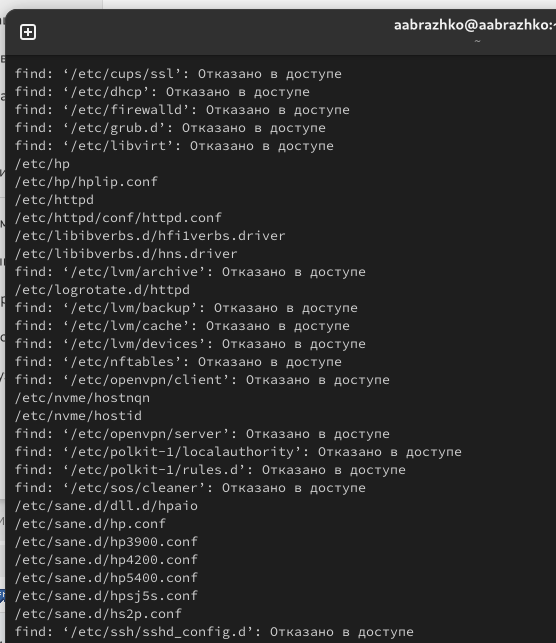 aabrazhko@aabrazhko:~
~
find: ‘/etc/cups/ssl’: Отказано в доступе
find: ‘/etc/dhcp’: Отказано в доступе
find: ‘/etc/firewalld’: Отказано в доступе
find: ‘/etc/grub.d’: Отказано в доступе
find: ‘/etc/libvirt’: Отказано в доступе
/etc/hp
/etc/hp/hplip.conf
/etc/httpd
/etc/httpd/conf/httpd.conf
/etc/libibverbs.d/hfi1verbs.driver
/etc/libibverbs.d/hns.driver
find: ‘/etc/lvm/archive’: Отказано в доступе
/etc/logrotate.d/httpd
find: ‘/etc/lvm/backup’: Отказано в доступе
find: ‘/etc/lvm/cache’: Отказано в доступе
find: ‘/etc/lvm/devices’: Отказано в доступе
find: ‘/etc/nftables’: Отказано в доступе
find: ‘/etc/openvpn/client’: Отказано в доступе
/etc/nvme/hostnqn
/etc/nvme/hostid
find: ‘/etc/openvpn/server’: Отказано в доступе
find: ‘/etc/polkit-1/localauthority’: Отказано в доступе
find: ‘/etc/polkit-1/rules.d’: Отказано в доступе
find: ‘/etc/sos/cleaner’: Отказано в доступе
/etc/sane.d/dll.d/hpaio
/etc/sane.d/hp.conf
/etc/sane.d/hp3900.conf
/etc/sane.d/hp4200.conf
/etc/sane.d/hp5400.conf
/etc/sane.d/hpsj5s.conf
/etc/sane.d/hs2p.conf
find: ‘/etc/ssh/sshd_config.d’: Отказано в доступе